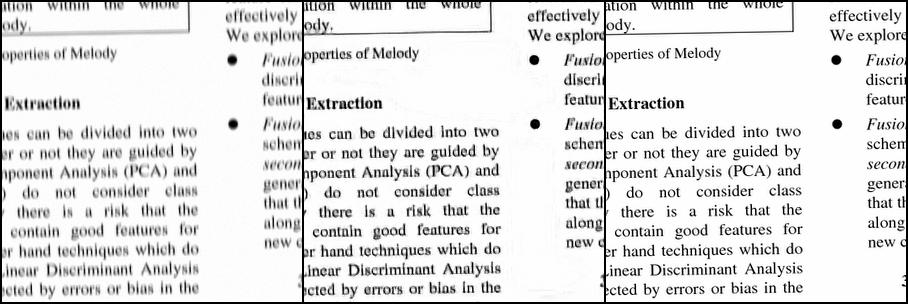 ation within the whole
ody.
operties of Melody
Extraction
es can be divided into two
er or not they are guided by
nponent Analysis (PCA) and
) do not consider class
there is a risk that the
contain good features for
er hand techniques which do
inear Discriminant Analysis
ected by errors or bias in the
effectively
We explore
● Fusio
discri
featur
● Fusio
schem
secon
gener
that t
along
new c
ation within the whole
ody.
operties of Melody
Extraction
es can be divided into two
er or not they are guided by
nponent Analysis (PCA) and
) do not consider class
there is a risk that the
contain good features for
er hand techniques which do
inear Discriminant Analysis
ected by errors or bias in the
effectively
We explore
● Fusio
discri
featur
● Fusio
schem
secon
gener
that t
along
new c
ation within the whole
ody.
operties of Melody
Extraction
es can be divided into two
er or not they are guided by
nponent Analysis (PCA) and
) do not consider class
there is a risk that the
contain good features for
er hand techniques which do
inear Discriminant Analysis
ected by errors or bias in the
effectively
We explore
● Fusio
discri
featur
● Fusio
schem
secon
gener
that th
along
new c